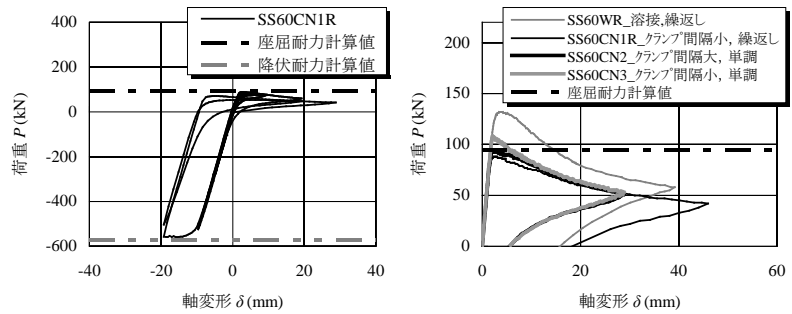 SS60CN1R
座屈耐力計算値
降伏耐力計算値
400
200
0
-200
-400
-600
-40
-20
0
20
40
荷重 P (kN)
軸変形 δ (mm)
SS60WR_溶接,繰返し
SS60CN1R_クランプ間隔小, 繰返し
SS60CN2_クランプ間隔大, 単調
SS60CN3_クランプ間隔小, 単調
座屈耐力計算値
200
150
100
50
0
0
20
40
60
荷重 P (kN)
軸変形 δ (mm)